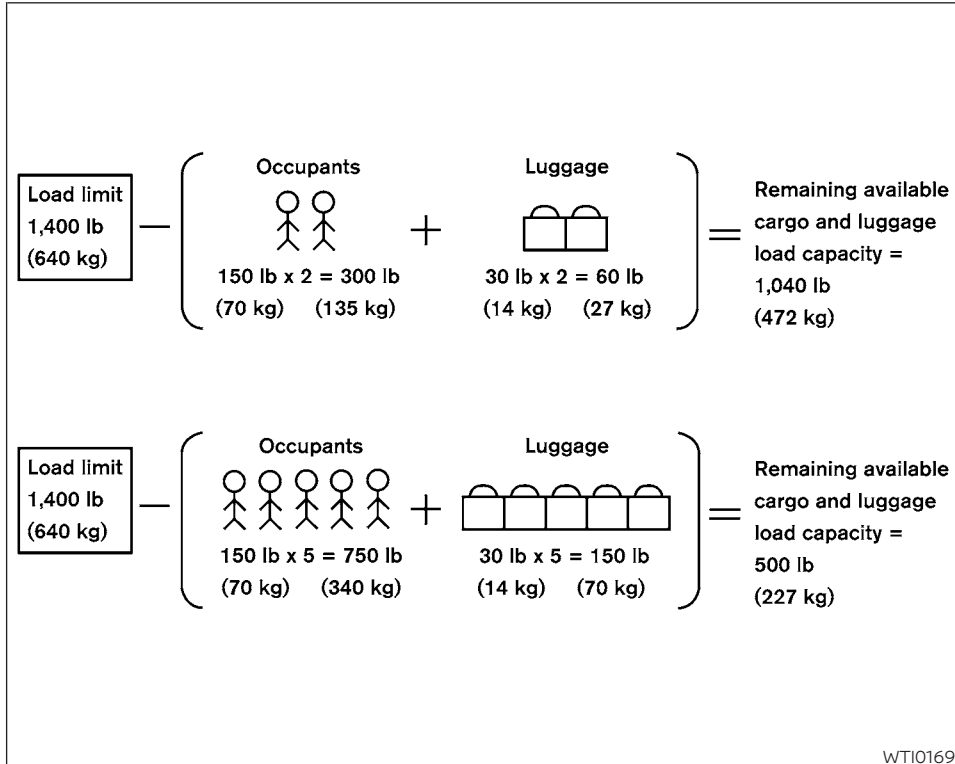 Occupants
Luggage
Load limit
1,400 lb
(640 kg)
150 lb x 2 = 300 lb
(70 kg) (135 kg)
+
30 lb x 2 = 60 lb
(14 kg) (27 kg)
=
Remaining available
cargo and luggage
load capacity =
1,040 lb
(472 kg)
Occupants
Luggage
Load limit
1,400 lb
(640 kg)
150 lb x 5 = 750 lb
(70 kg) (340 kg)
+
30 lb x 5 = 150 lb
(14 kg) (70 kg)
=
Remaining available
cargo and luggage
load capacity =
500 lb
(227 kg)
WTI0169